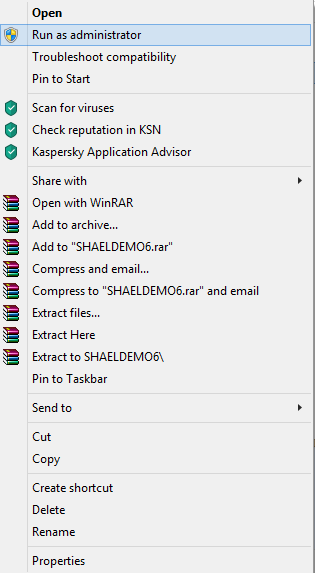 Open
Run as administrator
Troubleshoot compatibility
Pin to Start
Scan for viruses
Check reputation in KSN
Kaspersky Application Advisor
Share with
Open with WinRAR
Add to archive...
Add to "SHAELDEMO6.rar"
Compress and email...
Compress to "SHAELDEMO6.rar" and email
Extract files...
Extract Here
Extract to SHAELDEMO6\
Pin to Taskbar
Send to
Cut
Copy
Create shortcut
Delete
Rename
Properties